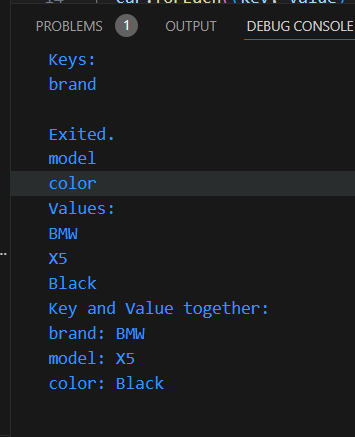 PROBLEMS 1 OUTPUT DEBUG CONSOLE
Keys:
brand

Exited.
model
color
Values:
BMW
X5
Black
Key and Value together:
brand: BMW
model: X5
color: Black